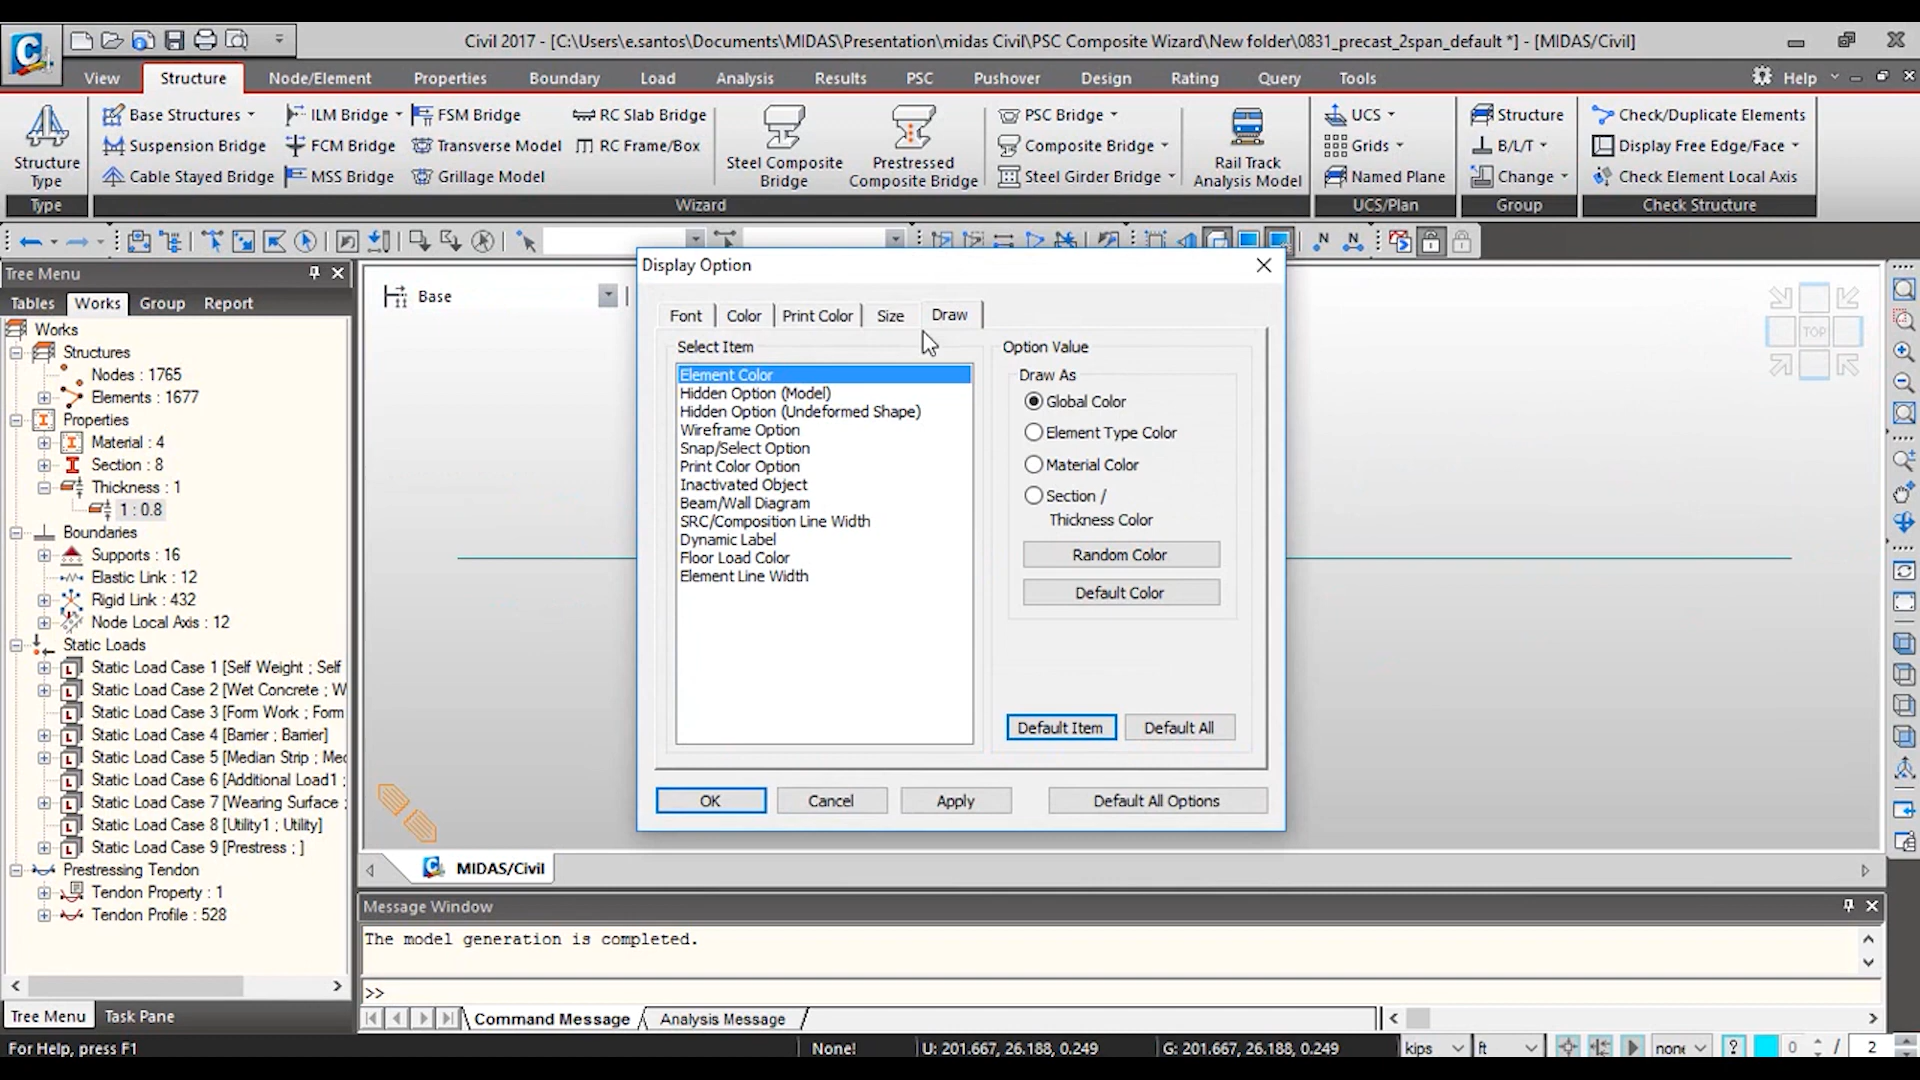 Civil 2017 - [C:\Users\e.santos\Documents\MIDAS\Presentation\midas Civil\PSC Composite Wizard\New folder\0831_precast_2span_default *] - [MIDAS/Civil]
View Structure Node/Element Properties Boundary Load Analysis Results PSC Pushover Design Rating Query Tools Help
Base Structures ILM Bridge FSM Bridge RC Slab Bridge PSC Bridge UCS Structure Check/Duplicate Elements
Suspension Bridge FCM Bridge Transverse Model RC Frame/Box Composite Bridge Grids B/L/T Display Free Edge/Face
Structure Type Steel Composite Bridge Prestressed Composite Bridge Rail Track Analysis Model
Cable Stayed Bridge MSS Bridge Grillage Model Steel Girder Bridge Named Plane Change Check Element Local Axis
Type Wizard UCS/Plan Group Check Structure
N N
Tree Menu
Tables Works Group Report
Works
Structures
Nodes : 1765
Elements : 1677
Properties
Material : 4
Section : 8
Thickness : 1
1 : 0.8
Boundaries
Supports : 16
Elastic Link : 12
Rigid Link : 432
Node Local Axis : 12
Static Loads
Static Load Case 1 [Self Weight ; Self
Static Load Case 2 [Wet Concrete ; W
Static Load Case 3 [Form Work ; Form
Static Load Case 4 [Barrier ; Barrier]
Static Load Case 5 [Median Strip ; Med
Static Load Case 6 [Additional Load1 ;
Static Load Case 7 [Wearing Surface ;
Static Load Case 8 [Utility1 ; Utility]
Static Load Case 9 [Prestress ; ]
Prestressing Tendon
Tendon Property : 1
Tendon Profile : 528
Tree Menu Task Pane
Base
TOP
Display Option
Font Color Print Color Size Draw
Select Item
Element Color
Hidden Option (Model)
Hidden Option (Undeformed Shape)
Wireframe Option
Snap/Select Option
Print Color Option
Inactivated Object
Beam/Wall Diagram
SRC/Composition Line Width
Dynamic Label
Floor Load Color
Element Line Width
Option Value
Draw As
Global Color
Element Type Color
Material Color
Section /
Thickness Color
Random Color
Default Color
Default Item Default All
OK Cancel Apply Default All Options
MIDAS/Civil
Message Window
The model generation is completed.
>>
Command Message Analysis Message
For Help, press F1 None! U: 201.667, 26.188, 0.249 G: 201.667, 26.188, 0.249 kips ft none ? 0 / 2